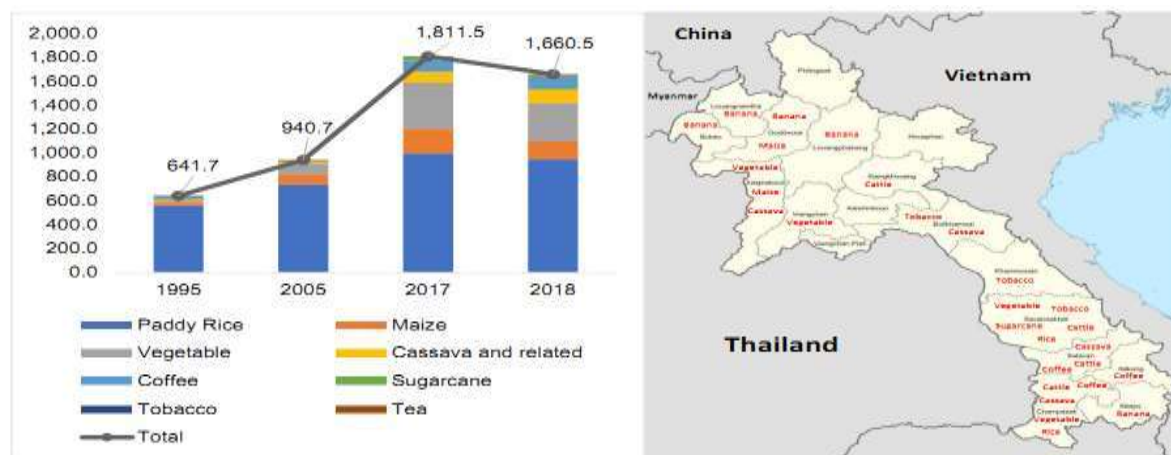 2,000.0
1,800.0
1,600.0
1,400.0
1,200.0
1,000.0
800.0
600.0
400.0
200.0
0.0
641.7
940.7
1,811.5
1,660.5
1995 2005 2017 2018
Paddy Rice Maize
Vegetable Cassava and related
Coffee Sugarcane
Tobacco Tea
Total
China
Vietnam
Myanmar
Thailand
Banana
Banana
Banana
Banana
Maize
Vegetable
Maize
Cassava
Cattle
Vegetable
Tobacco
Cassava
Tobacco
Vegetable
Tobacco
Sugarcane
Cattle
Rice
Cassava
Coffee
Cattle
Coffee
Cattle
Coffee
Cassava
Vegetable
Banana
Rice